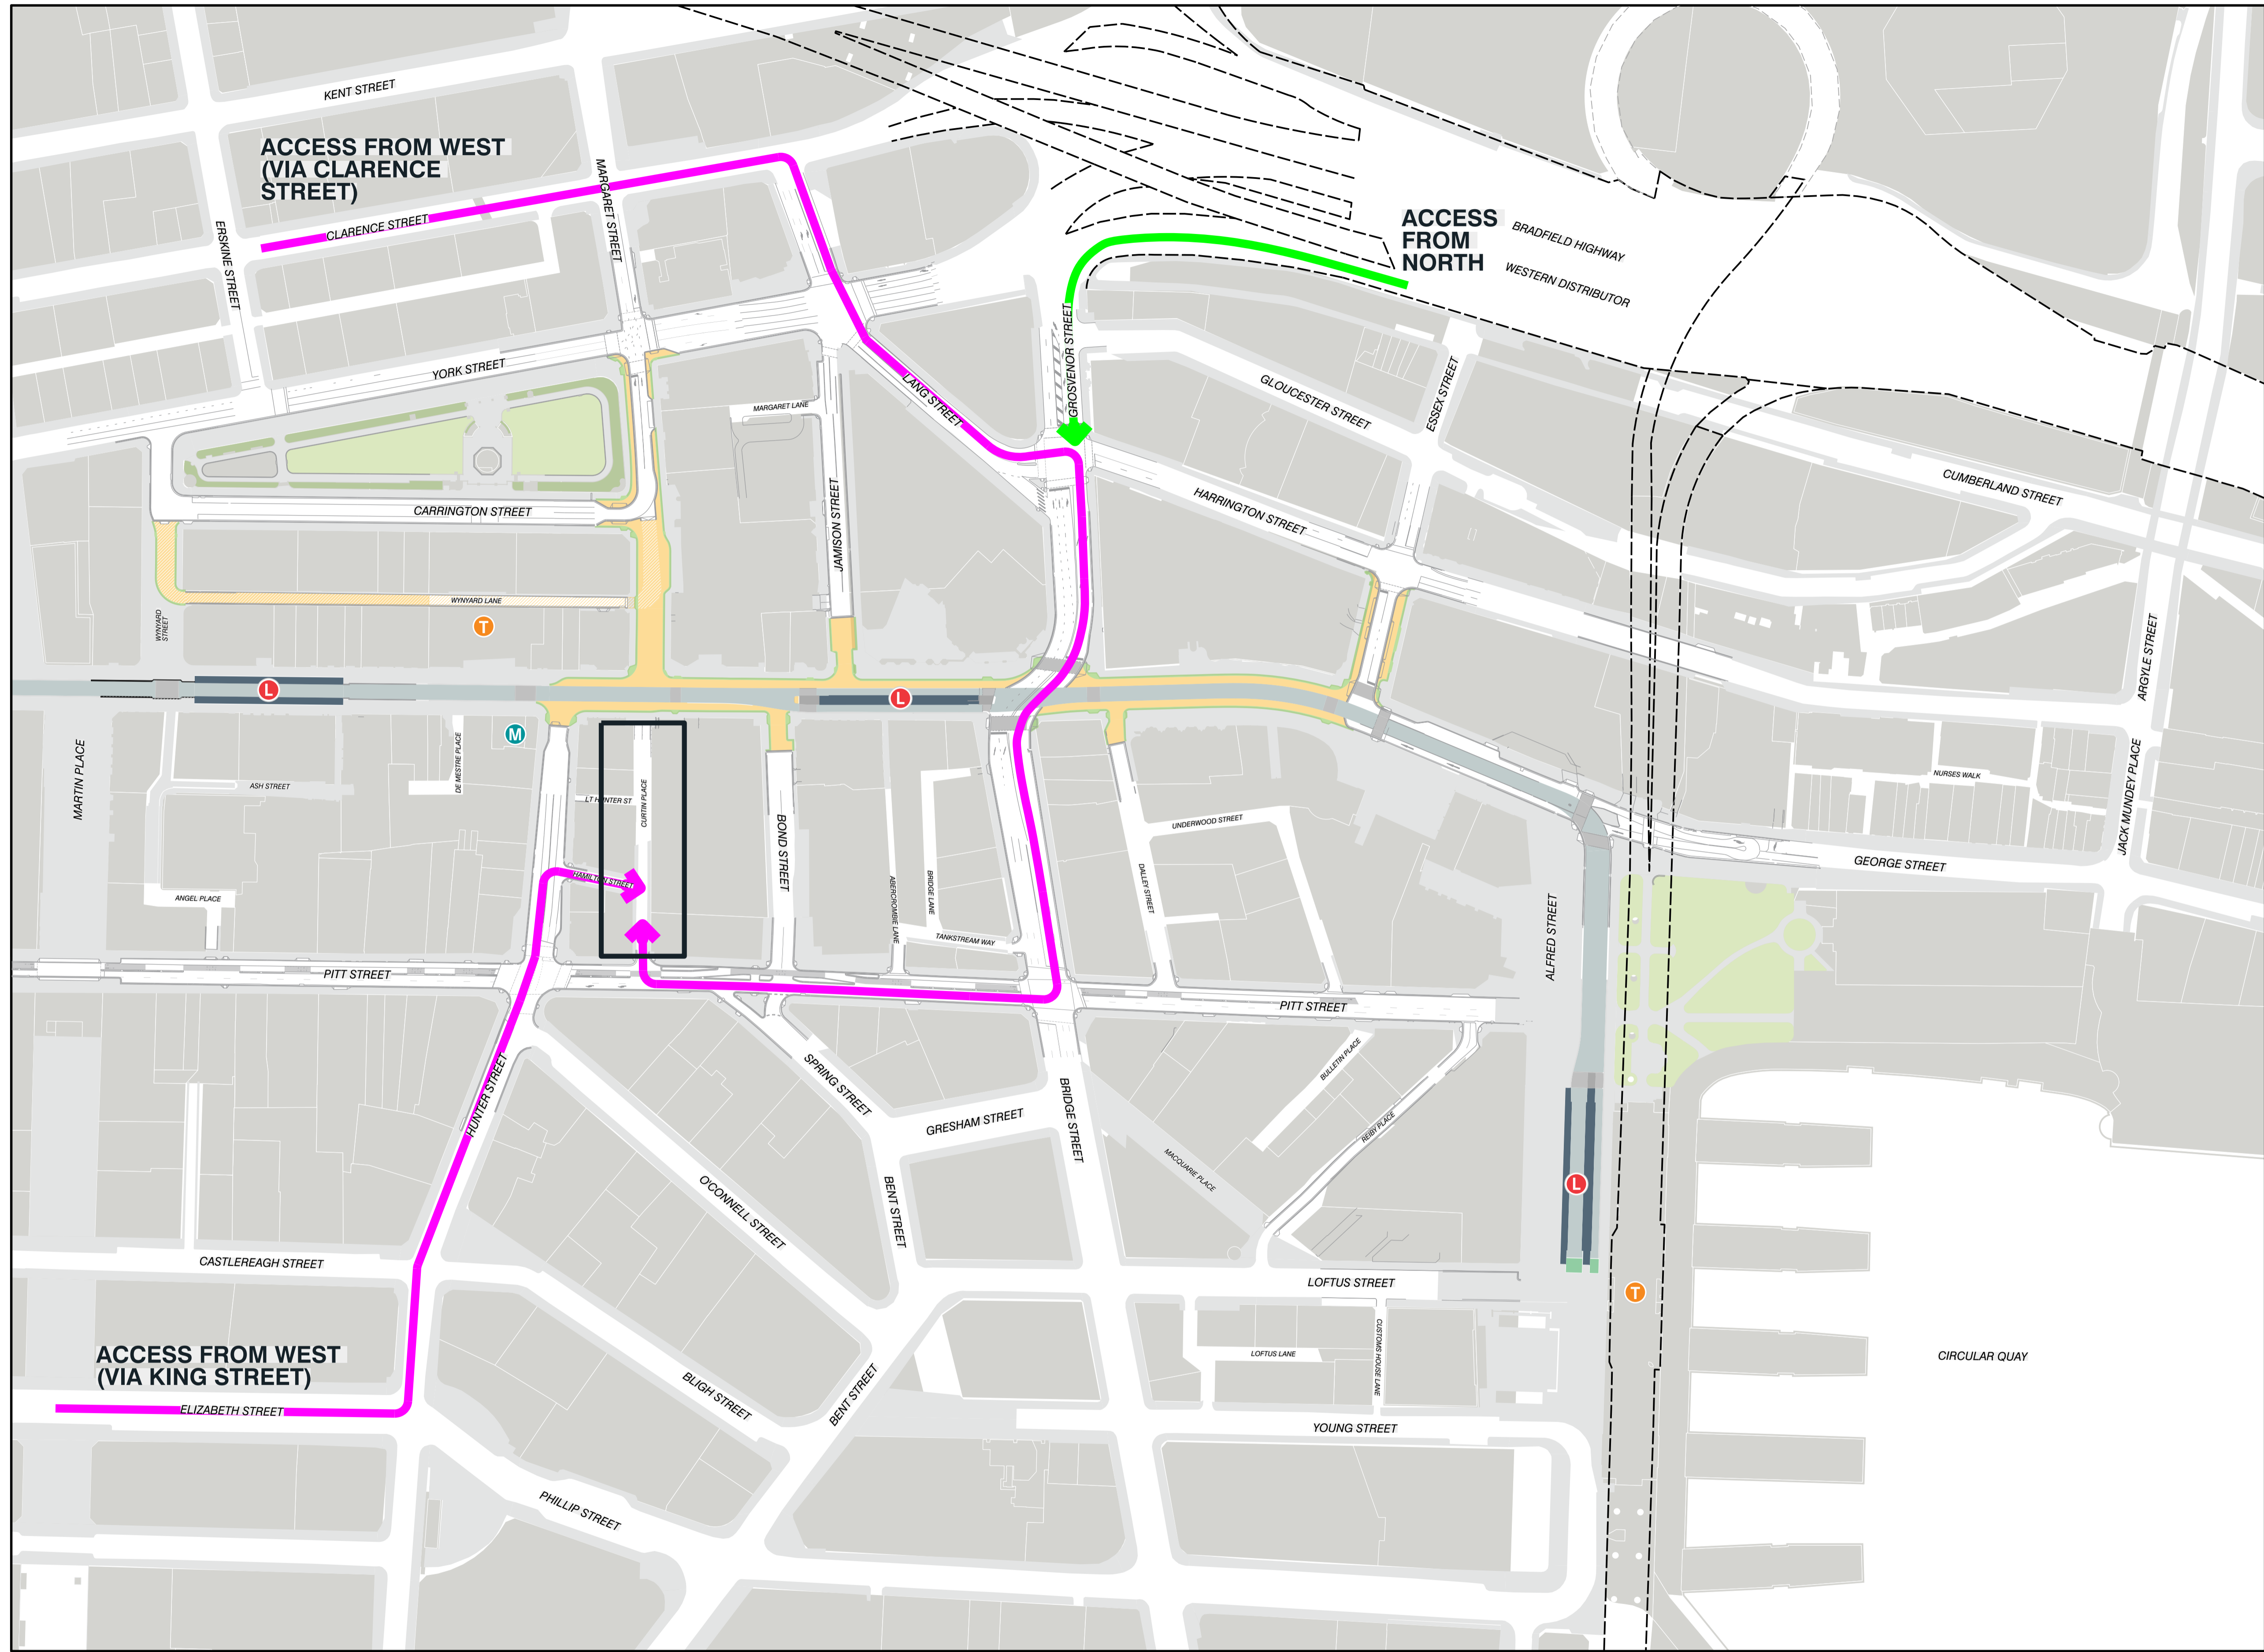 KENT STREET
ACCESS FROM WEST
(VIA CLARENCE
STREET)
MARGARET STREET
CLARENCE STREET
ERSKINE STREET
ACCESS
FROM
NORTH
BRADFIELD HIGHWAY
WESTERN DISTRIBUTOR
YORK STREET
MARGARET LANE
LANG STREET
GROSVENOR STREET
GLOUCESTER STREET
ESSEX STREET
CUMBERLAND STREET
CARRINGTON STREET
JAMISON STREET
HARRINGTON STREET
WYNYARD LANE
WYNYARD
STREET
T
ARGYLE STREET
L
L
M
MARTIN PLACE
DE MESTRE PLACE
ASH STREET
LT HUNTER ST
CURTIN PLACE
BOND STREET
UNDERWOOD STREET
NURSES WALK
JACK MUNDEY PLACE
GEORGE STREET
HAMILTON STREET
ABERCROMBIE LANE
BRIDGE LANE
DALLEY STREET
ANGEL PLACE
TANKSTREAM WAY
ALFRED STREET
PITT STREET
PITT STREET
HUNTER STREET
SPRING STREET
GRESHAM STREET
BRIDGE STREET
BULLETIN PLACE
REIBY PLACE
MACQUARIE PLACE
O'CONNELL STREET
BENT STREET
L
CASTLEREAGH STREET
LOFTUS STREET
T
ACCESS FROM WEST
(VIA KING STREET)
ELIZABETH STREET
BLIGH STREET
BENT STREET
LOFTUS LANE
CUSTOMS HOUSE LANE
CIRCULAR QUAY
YOUNG STREET
PHILLIP STREET